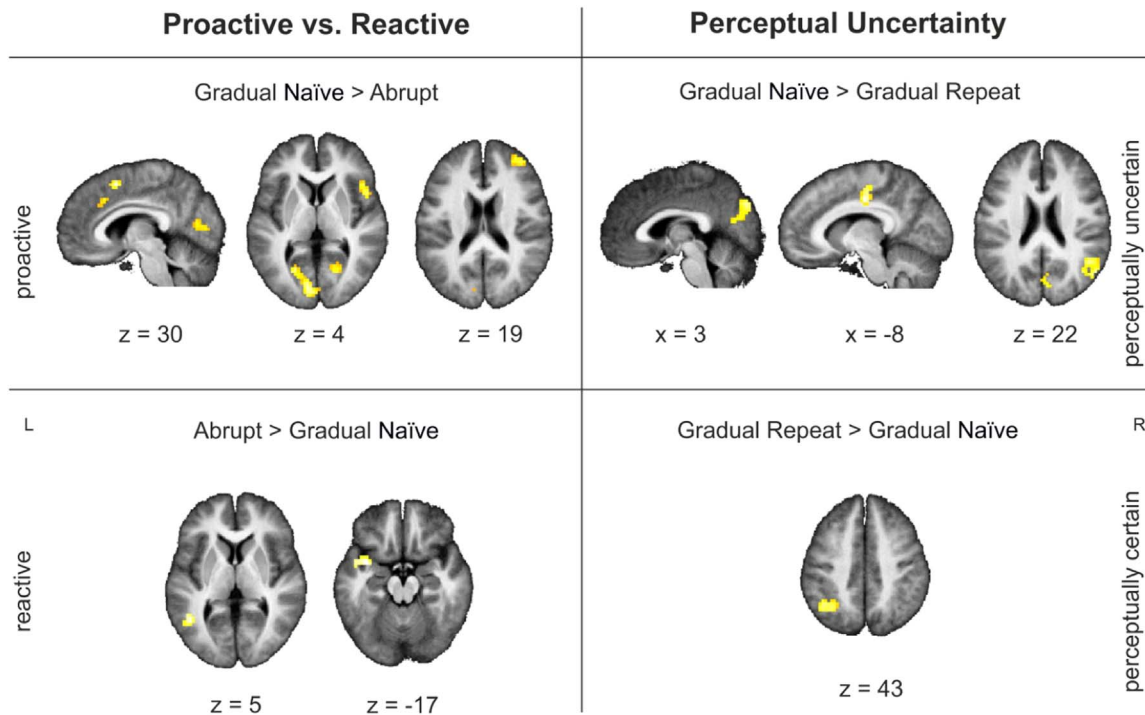 Proactive vs. Reactive
Perceptual Uncertainty
Gradual Naïve > Abrupt
Gradual Naïve > Gradual Repeat
proactive
perceptually uncertain
z = 30
z = 4
z = 19
x = 3
x = -8
z = 22
L
R
Abrupt > Gradual Naïve
Gradual Repeat > Gradual Naïve
reactive
perceptually certain
z = 5
z = -17
z = 43